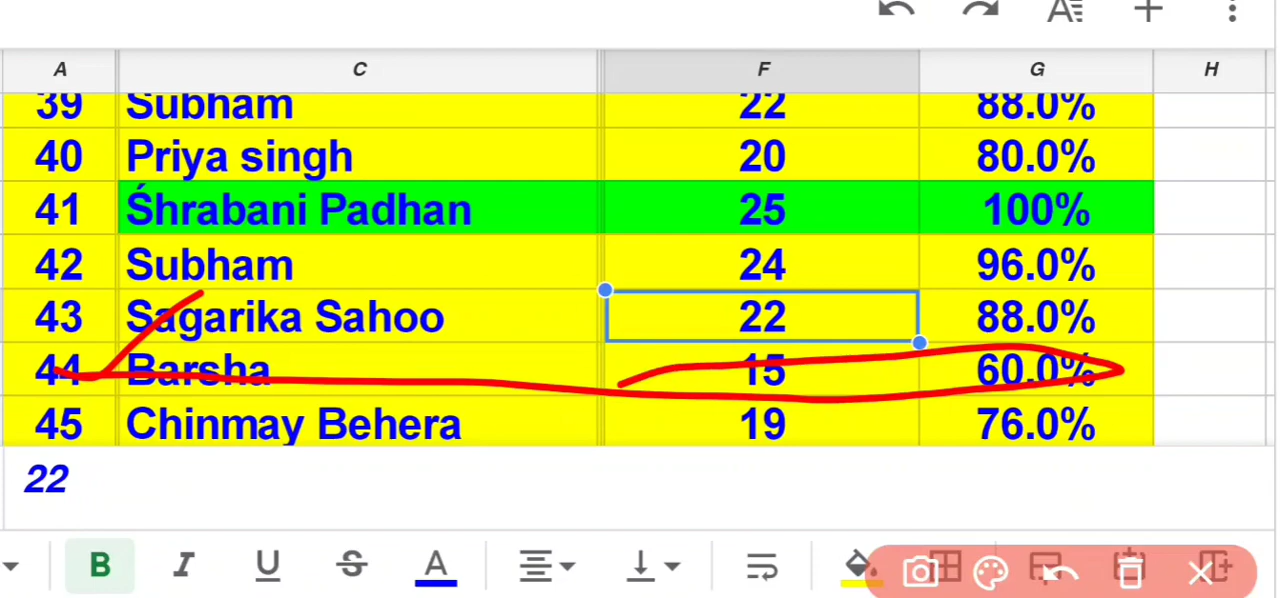 A C F G H
39 Subham 22 88.0%
40 Priya singh 20 80.0%
41 Śhrabani Padhan 25 100%
42 Subham 24 96.0%
43 Sagarika Sahoo 22 88.0%
44 Barsha 15 60.0%
45 Chinmay Behera 19 76.0%
22
B I U S A